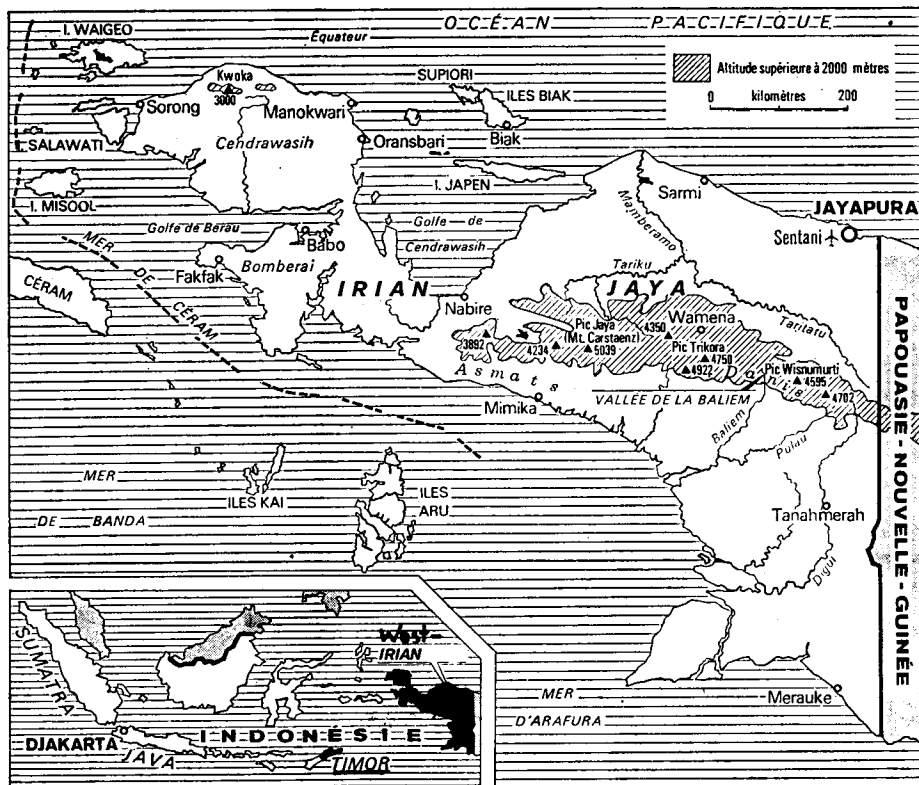 OCÉAN PACIFIQUE
I. WAIGEO
Équateur
Kwoka
3000
Sorong
Manokwari
SUPIORI
ILES BIAK
Biak
Altitude supérieure à 2000 mètres
0 kilomètres 200
I. SALAWATI
Cendrawasih
Oransbari
I. JAPEN
I. MISOOL
Sarmi
Mamberamo
JAYAPURA
Sentani
Golfe de Berau
Babo
Golfe de
Cendrawasih
MER DE CÉRAM
Fakfak
Bomberai
CÉRAM
IRIAN JAYA
Tariku
Nabire
Taritatu
4350
Wamena
Pic Jaya
(Mt. Carstaenz)
3892
4234
5039
Pic Trikora
4750
4922
Danis
Pic Wisnumurti
4595
4702
Asmats
VALLÉE DE LA BALIEM
Mimika
Baliem
Pulau
PAPOUASIE-NOUVELLE-GUINÉE
MER
DE BANDA
ILES KAI
ILES
ARU
Tanahmerah
Digul
Merauke
MER
D'ARAFURA
SUMATRA
West-
IRIAN
DJAKARTA
INDONÉSIE
JAVA
TIMOR